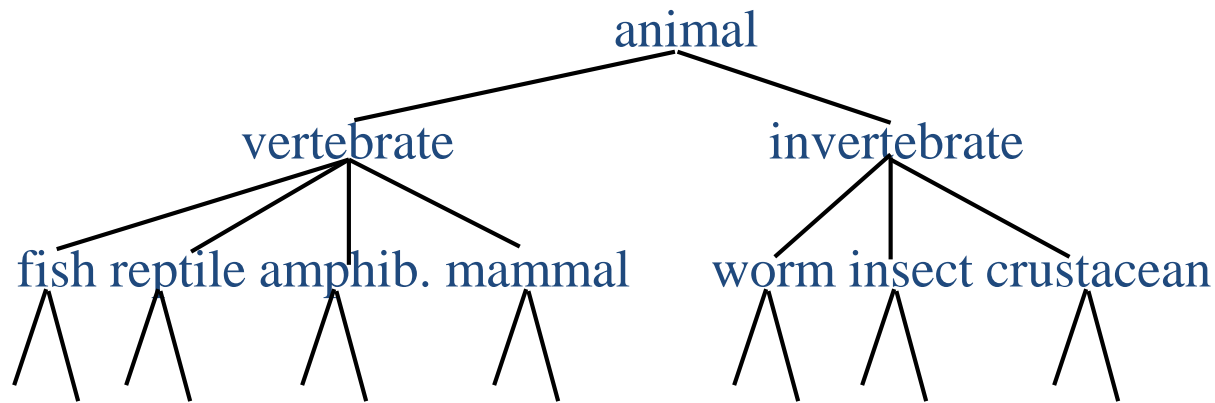 animal
vertebrate invertebrate
fish reptile amphib. mammal worm insect crustacean